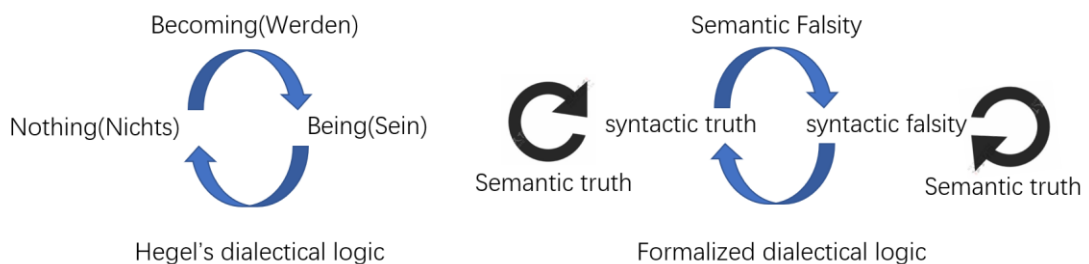 Becoming(Werden)
Nothing(Nichts)
Being(Sein)
Hegel's dialectical logic
Semantic Falsity
syntactic truth
syntactic falsity
Semantic truth
Semantic truth
Formalized dialectical logic